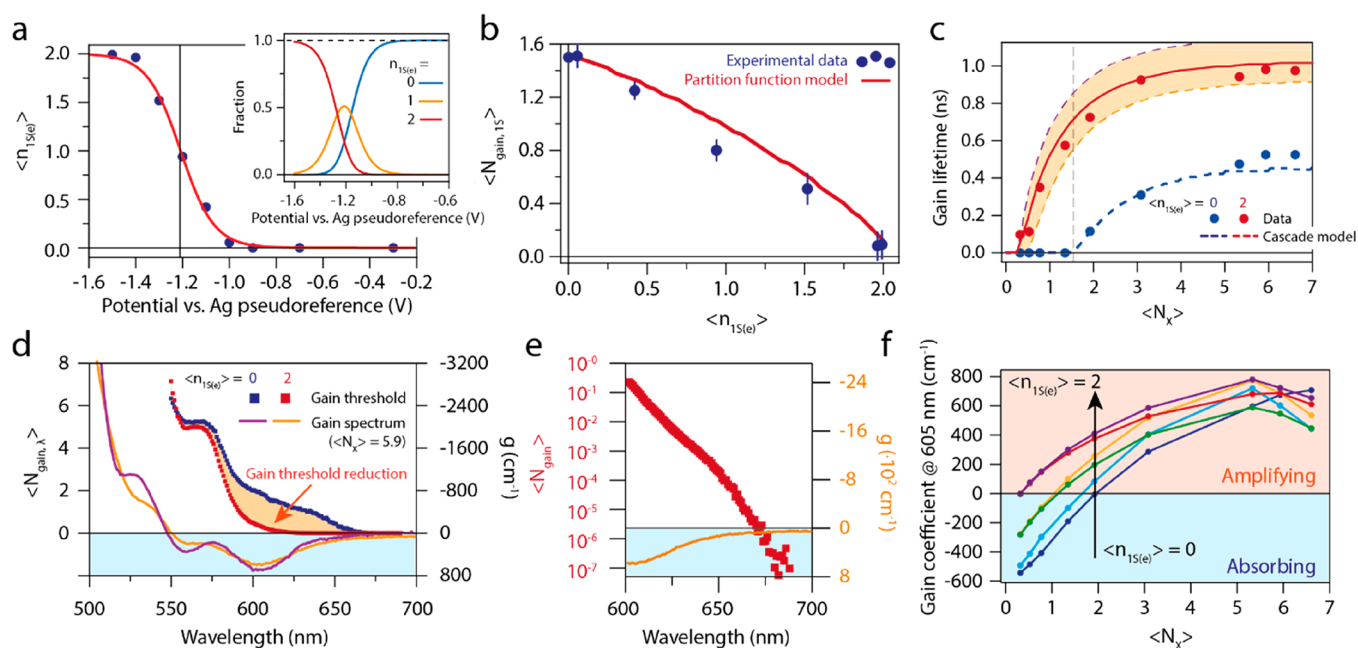 a
<n1S(e)>
2.0
1.5
1.0
0.5
0.0
-1.6
-1.4
-1.2
-1.0
-0.8
-0.6
-0.4
-0.2
Potential vs. Ag pseudoreference (V)
Fraction
1.0
0.5
0.0
n1S(e) =
0
1
2
-1.6
-1.2
-0.8
-0.6
Potential vs. Ag pseudoreference (V)
b
<Ngain, 1S>
1.6
1.2
0.8
0.4
0.0
Experimental data
Partition function model
0.0
0.5
1.0
1.5
2.0
<n1S(e)>
c
Gain lifetime (ns)
1.0
0.8
0.6
0.4
0.2
0.0
<n1S(e)> = 0 2
Data
Cascade model
0
1
2
3
4
5
6
7
<Nx>
d
<Ngain,λ>
8
6
4
2
0
<n1S(e)> = 0 2
Gain threshold
Gain spectrum
(<Nx> = 5.9)
Gain threshold reduction
-3200
-2400
-1600
-800
0
800
g (cm-1)
500
550
600
650
700
Wavelength (nm)
e
<Ngain>
10-0
10-1
10-2
10-3
10-4
10-5
10-6
10-7
-24
-16
-8
0
8
g (·10² cm-1)
600
650
700
Wavelength (nm)
f
Gain coefficient @ 605 nm (cm-1)
800
600
400
200
0
-200
-400
-600
<n1S(e)> = 2
Amplifying
<n1S(e)> = 0
Absorbing
0
1
2
3
4
5
6
7
<Nx>